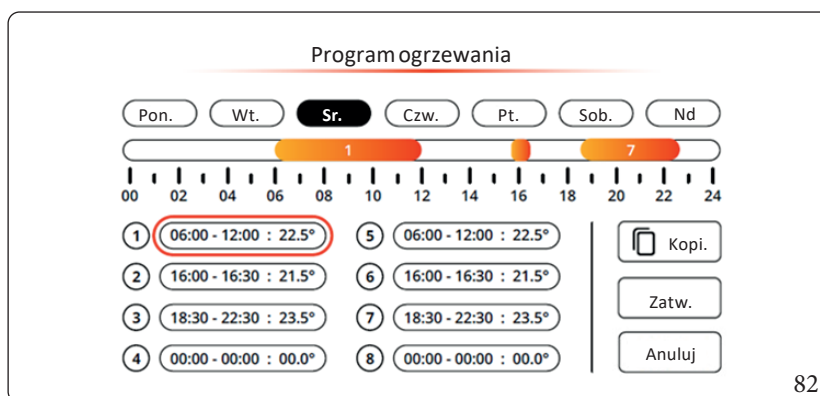 Program ogrzewania
Pon. Wt. Sr. Czw. Pt. Sob. Nd
1 7
00 02 04 06 08 10 12 14 16 18 20 22 24
1 06:00 - 12:00 : 22.5° 5 06:00 - 12:00 : 22.5° Kopi.
2 16:00 - 16:30 : 21.5° 6 16:00 - 16:30 : 21.5°
Zatw.
3 18:30 - 22:30 : 23.5° 7 18:30 - 22:30 : 23.5°
4 00:00 - 00:00 : 00.0° 8 00:00 - 00:00 : 00.0° Anuluj
82